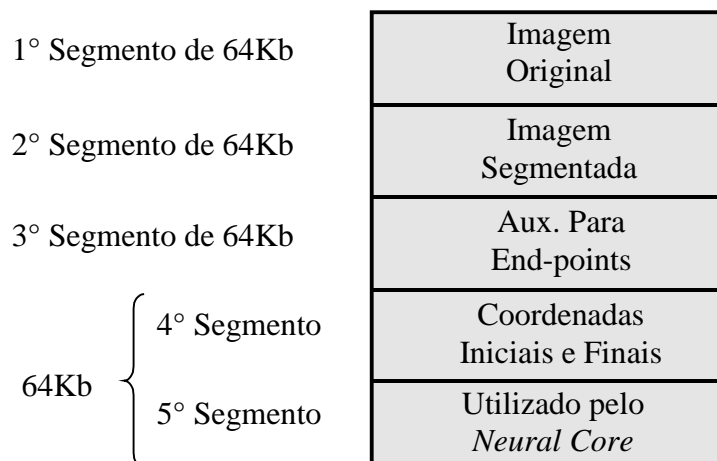 1° Segmento de 64Kb
Imagem
Original
2° Segmento de 64Kb
Imagem
Segmentada
3° Segmento de 64Kb
Aux. Para
End-points
64Kb
4° Segmento
Coordenadas
Iniciais e Finais
5° Segmento
Utilizado pelo
Neural Core